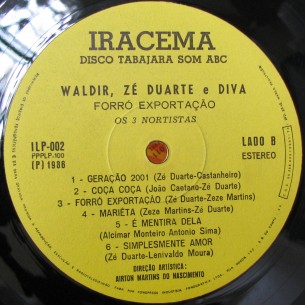 IRACEMA
DISCO TABAJARA SOM ABC
WALDIR, ZÉ DUARTE e DIVA
FORRÓ EXPORTAÇÃO
OS 3 NORTISTAS
ILP-002
PPPLP-100
(P) 1986
LADO B
ESTEREO
1 - GERAÇÃO 2001 (Zé Duarte-Castanheiro)
2 - COÇA COÇA (João Caetano-Zé Duarte)
3 - FORRÓ EXPORTAÇÃO (Zé Duarte-Zeze Martins)
4 - MARIÊTA (Zeze Martins-Zé Duarte)
5 - É MENTIRA DELA
(Alcimar Monteiro Antonio Sima)
6 - SIMPLESMENTE AMOR
(Zé Duarte-Lenivaldo Moura)
DIREÇÃO ARTÍSTICA:
AIRTON MARTINS DO NASCIMENTO